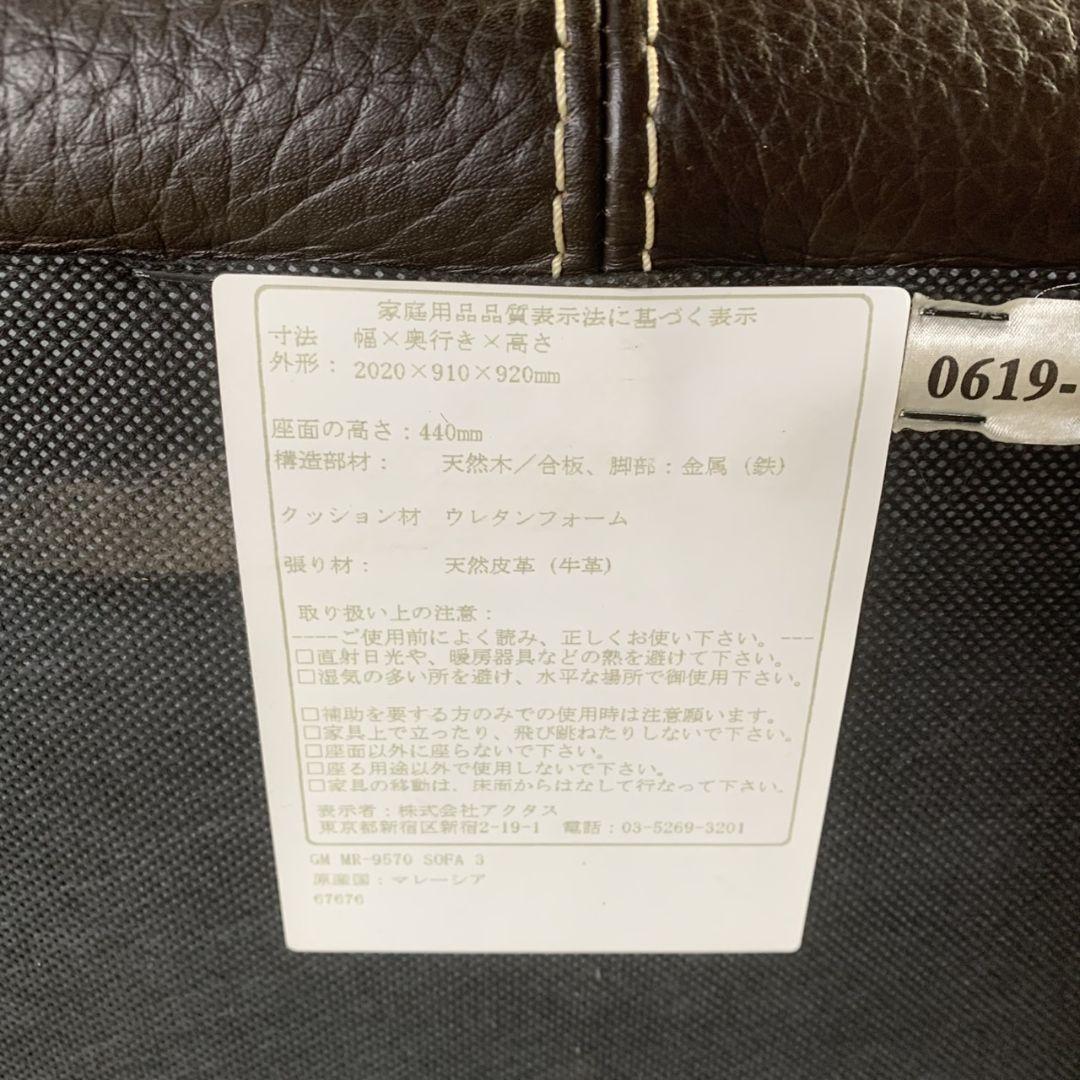 家庭用品品質表示法に基づく表示
寸法　幅×奥行き×高さ
外形： 2020×910×920mm
座面の高さ：440mm
構造部材：　天然木／合板、脚部：金属（鉄）
クッション材　ウレタンフォーム
張り材：　天然皮革（牛革）
取り扱い上の注意：
----ご使用前によく読み、正しくお使い下さい。---
□直射日光や、暖房器具などの熱を避けて下さい。
□湿気の多い所を避け、水平な場所で御使用下さい。
□補助を要する方のみでの使用時は注意願います。
□家具上で立ったり、飛び跳ねたりしないで下さい。
□座面以外に座らないで下さい。
□座る用途以外で使用しないで下さい。
□家具の移動は、床面からはなして行なって下さい。
表示者：株式会社アクタス
東京都新宿区新宿2-19-1　電話：03-5269-3201
GM MR-9570 SOFA 3
原産国：マレーシア
67676
0619-